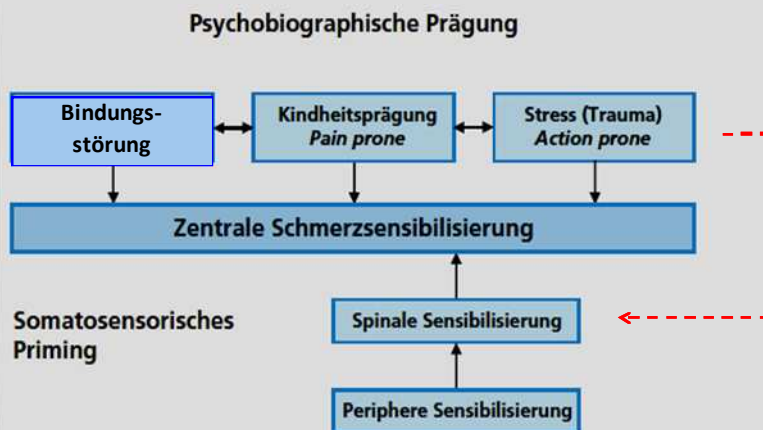 Psychobiographische Prägung
Bindungs-
störung
Kindheitsprägung
Pain prone
Stress (Trauma)
Action prone
Zentrale Schmerzsensibilisierung
Somatosensorisches
Priming
Spinale Sensibilisierung
Periphere Sensibilisierung